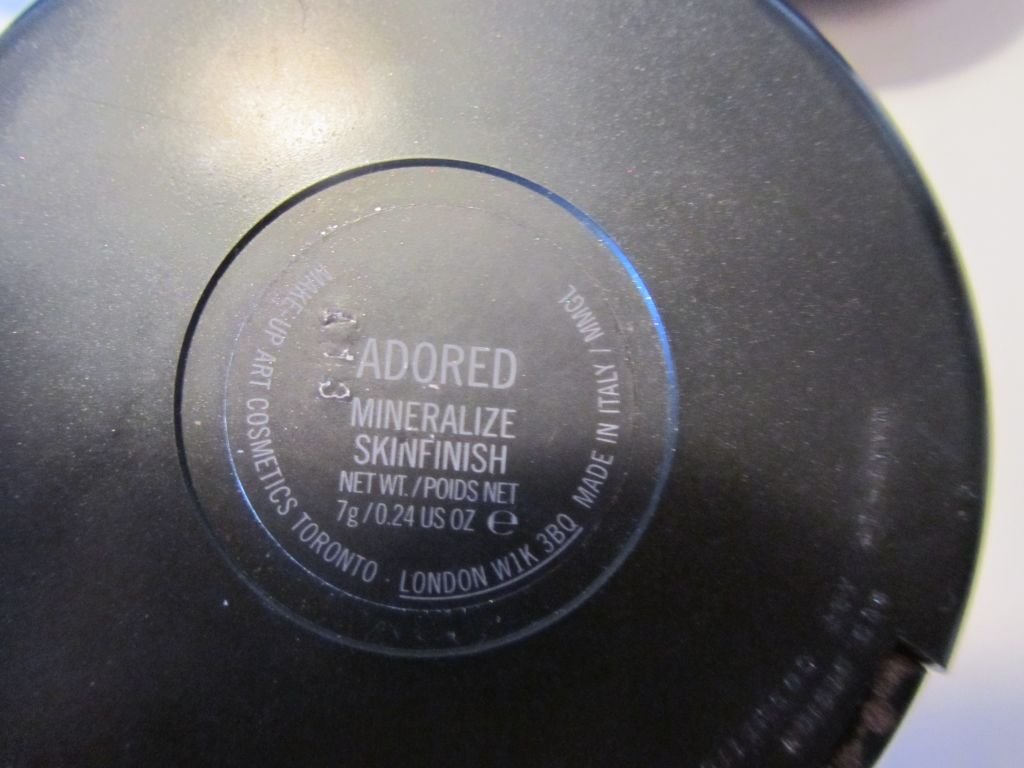 ADORED
MINERALIZE
SKINFINISH
NET WT. / POIDS NET
7g / 0.24 US OZ ℮
MAKE-UP ART COSMETICS TORONTO · LONDON W1K 3BQ MADE IN ITALY / MMGL